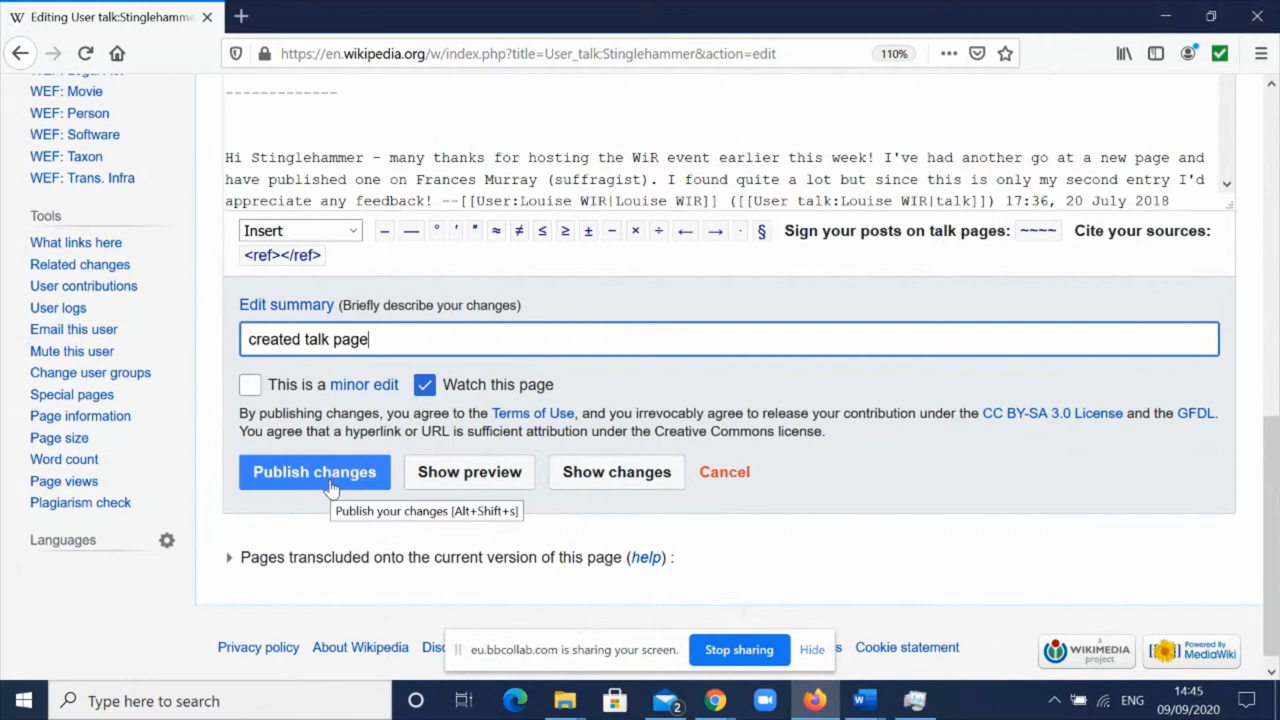 Editing User talk:Stinglehamme
https://en.wikipedia.org/w/index.php?title=User_talk:Stinglehammer&action=edit
110%
WEF: Movie
WEF: Person
WEF: Software
WEF: Taxon
WEF: Trans. Infra
Tools
What links here
Related changes
User contributions
User logs
Email this user
Mute this user
Change user groups
Special pages
Page information
Page size
Word count
Page views
Plagiarism check
Languages
-------------
Hi Stinglehammer - many thanks for hosting the WiR event earlier this week! I've had another go at a new page and
have published one on Frances Murray (suffragist). I found quite a lot but since this is only my second entry I'd
appreciate any feedback! --[[User:Louise WIR|Louise WIR]] ([[User talk:Louise WIR|talk]]) 17:36, 20 July 2018
Insert – — ° ′ ″ ≈ ≠ ≤ ≥ ± − × ÷ ← → · § Sign your posts on talk pages: ~~~~ Cite your sources:
<ref></ref>
Edit summary (Briefly describe your changes)
created talk page
This is a minor edit Watch this page
By publishing changes, you agree to the Terms of Use, and you irrevocably agree to release your contribution under the CC BY-SA 3.0 License and the GFDL.
You agree that a hyperlink or URL is sufficient attribution under the Creative Commons license.
Publish changes Show preview Show changes Cancel
Publish your changes [Alt+Shift+s]
Pages transcluded onto the current version of this page (help) :
Privacy policy About Wikipedia Cookie statement
eu.bbcollab.com is sharing your screen. Stop sharing Hide
a
WIKIMEDIA
project
Powered By
MediaWiki
Type here to search
2
ENG
14:45
09/09/2020